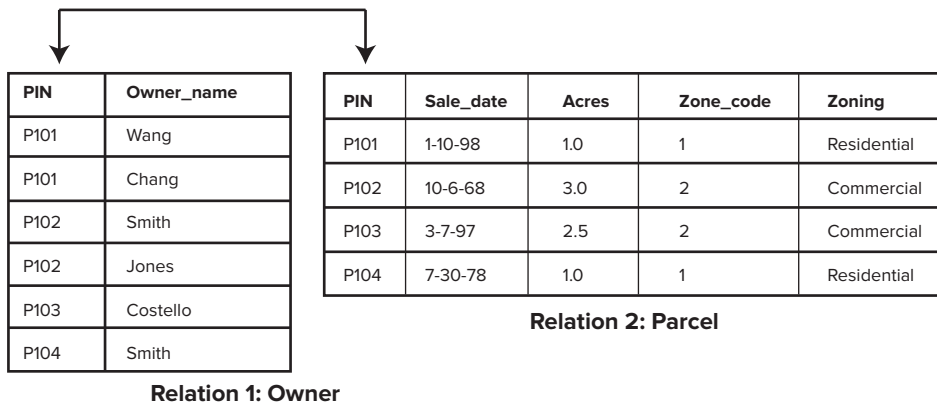 PIN Owner_name
P101 Wang
P101 Chang
P102 Smith
P102 Jones
P103 Costello
P104 Smith
Relation 1: Owner
PIN Sale_date Acres Zone_code Zoning
P101 1-10-98 1.0 1 Residential
P102 10-6-68 3.0 2 Commercial
P103 3-7-97 2.5 2 Commercial
P104 7-30-78 1.0 1 Residential
Relation 2: Parcel